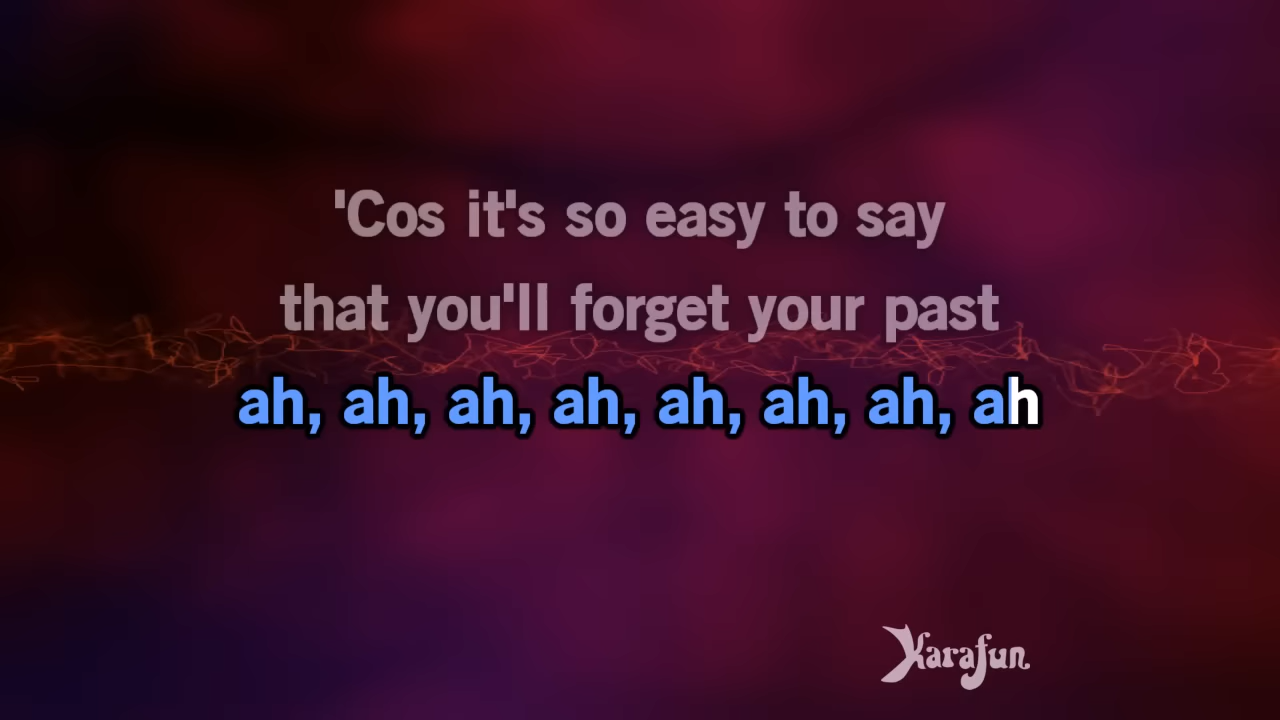 'Cos it's so easy to say
that you'll forget your past
ah, ah, ah, ah, ah, ah, ah, ah
Karafun